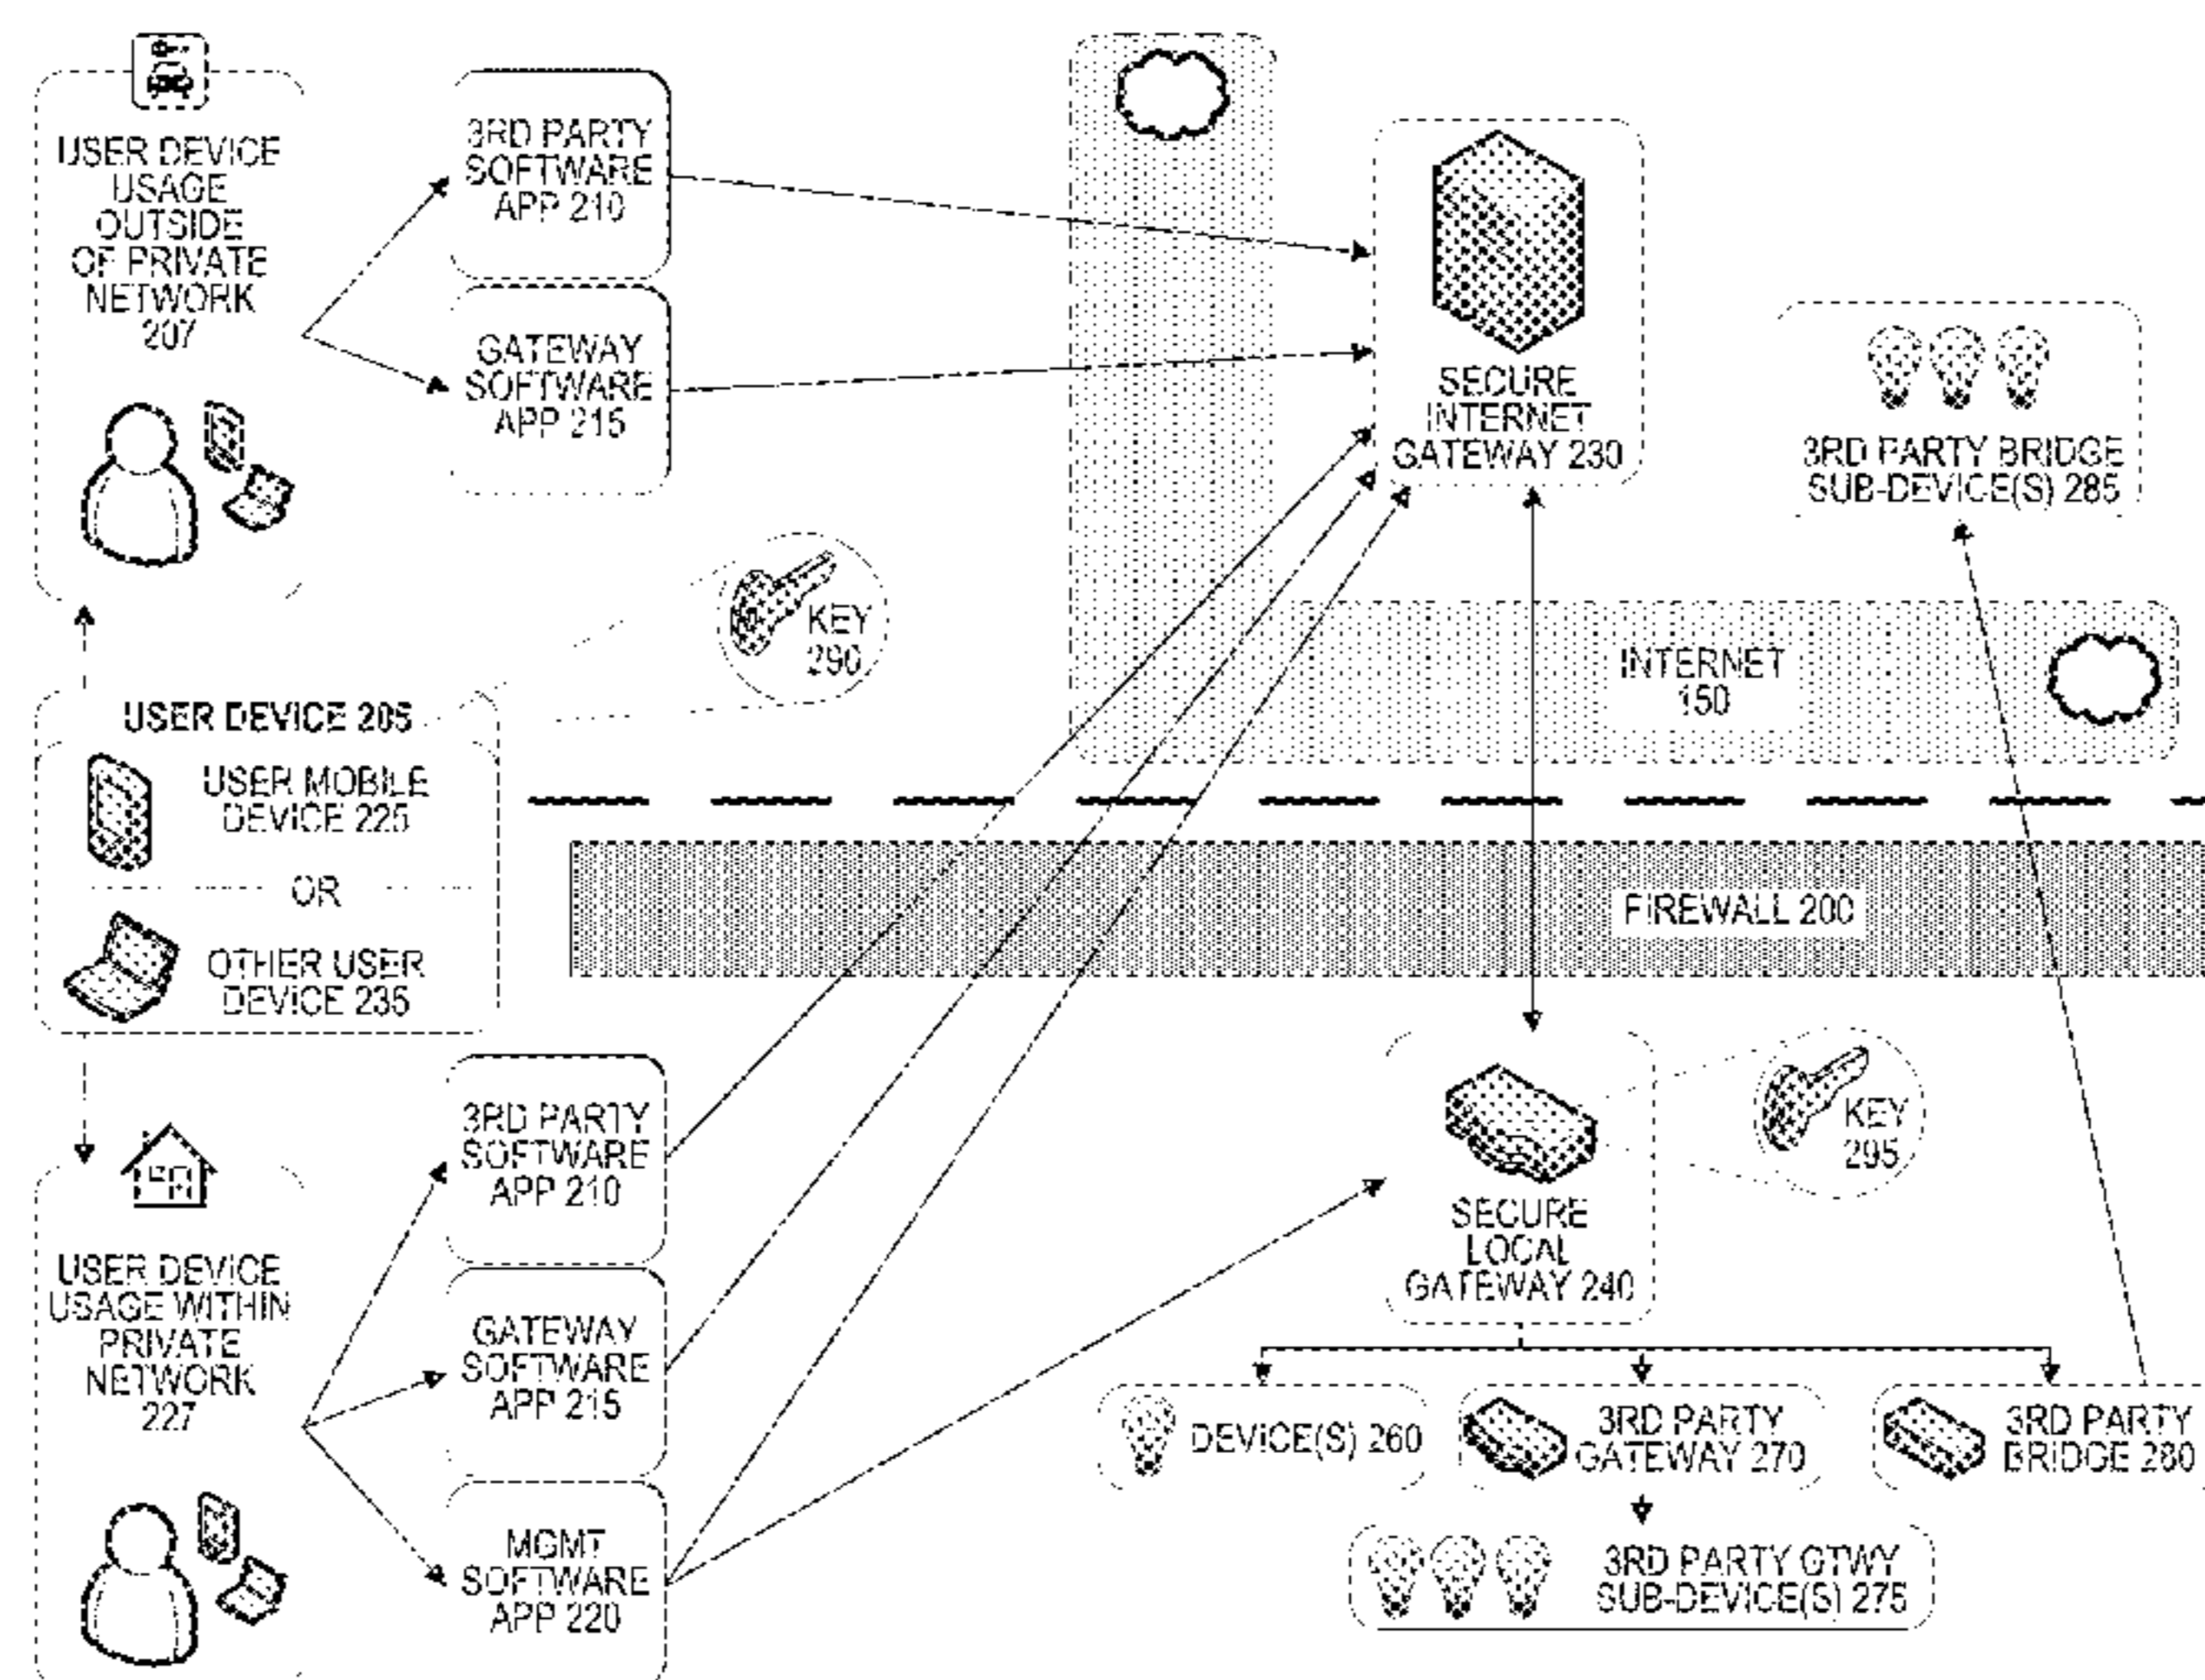 USER DEVICE
USAGE
OUTSIDE
OF PRIVATE
NETWORK
207
3RD PARTY
SOFTWARE
APP 210
GATEWAY
SOFTWARE
APP 215
SECURE
INTERNET
GATEWAY 230
3RD PARTY BRIDGE
SUB-DEVICE(S) 285
KEY
290
INTERNET
150
USER DEVICE 205
USER MOBILE
DEVICE 225
OR
OTHER USER
DEVICE 235
FIREWALL 200
USER DEVICE
USAGE WITHIN
PRIVATE
NETWORK
227
3RD PARTY
SOFTWARE
APP 210
GATEWAY
SOFTWARE
APP 215
MGMT
SOFTWARE
APP 220
SECURE
LOCAL
GATEWAY 240
KEY
295
DEVICE(S) 260
3RD PARTY
GATEWAY 270
3RD PARTY
BRIDGE 280
3RD PARTY GTWY
SUB-DEVICE(S) 275